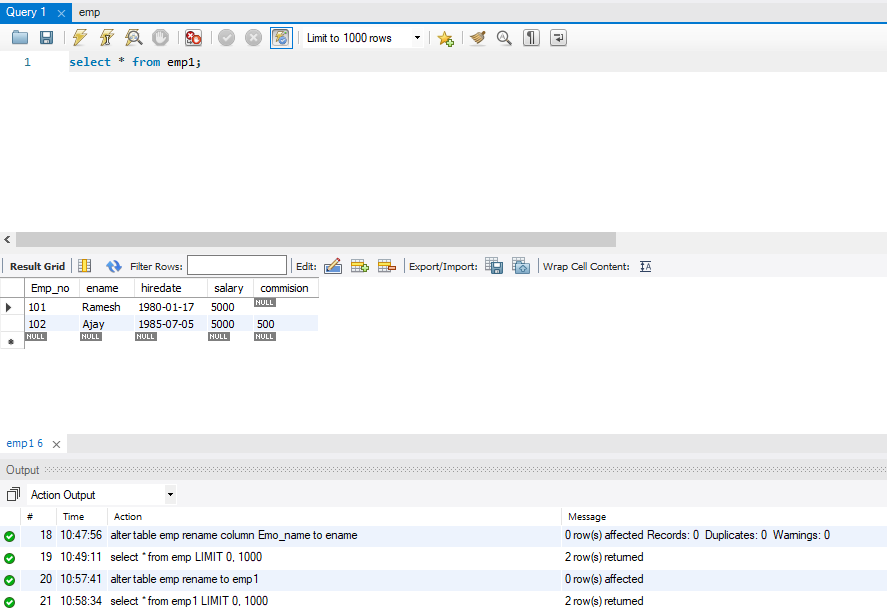 Query 1 emp
Limit to 1000 rows
1 select * from emp1;
Result Grid Filter Rows: Edit: Export/Import: Wrap Cell Content:
Emp_no ename hiredate salary commision
101 Ramesh 1980-01-17 5000 NULL
102 Ajay 1985-07-05 5000 500
NULL NULL NULL NULL NULL
emp1 6
Output
Action Output
# Time Action Message
18 10:47:56 alter table emp rename column Emo_name to ename 0 row(s) affected Records: 0 Duplicates: 0 Warnings: 0
19 10:49:11 select * from emp LIMIT 0, 1000 2 row(s) returned
20 10:57:41 alter table emp rename to emp1 0 row(s) affected
21 10:58:34 select * from emp1 LIMIT 0, 1000 2 row(s) returned